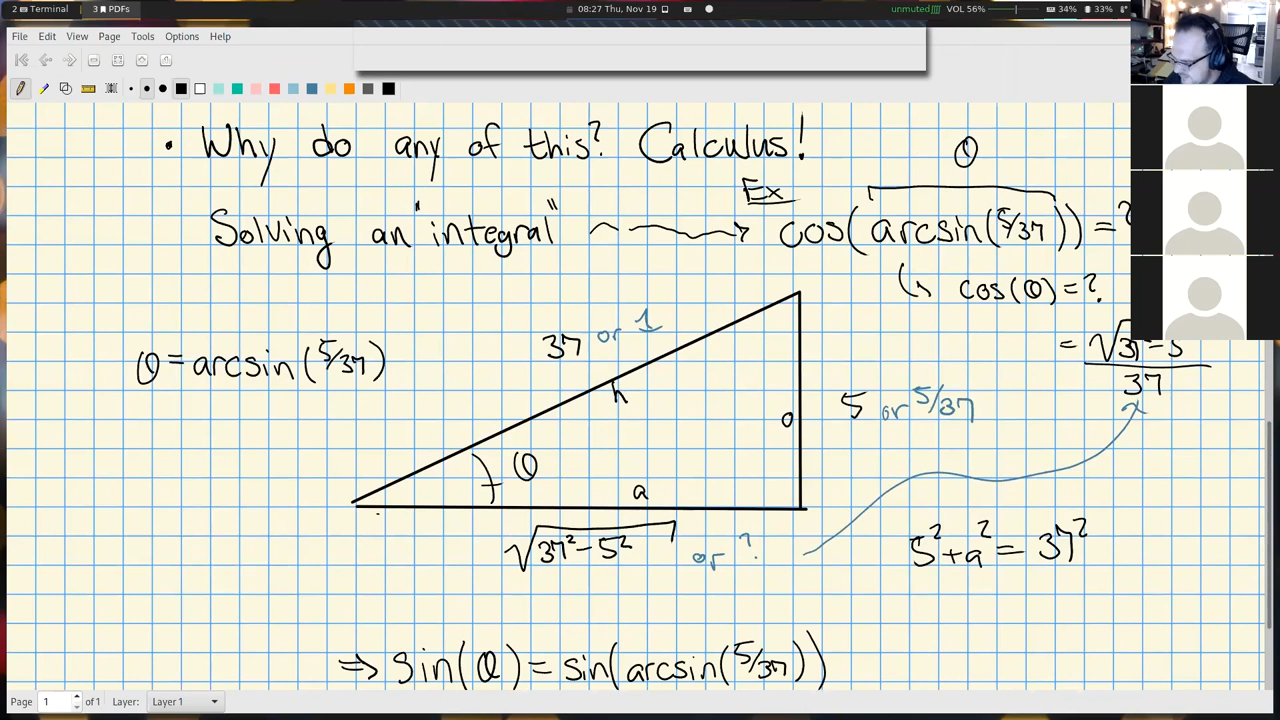 2 Terminal 3 PDFs 08:27 Thu, Nov 19 unmuted VOL 56% 34% 33%
File Edit View Page Tools Options Help
• Why do any of this? Calculus!
θ
Ex
Solving an "integral" cos(arcsin(5/37)) = ?
cos(θ) = ?
37 or 1
θ = arcsin(5/37)
= √37 - 5
37
h
5 or 5/37
o
θ
a
√37² - 5² or ?
5² + a² = 37²
⇒ sin(θ) = sin(arcsin(5/37))
Page 1 of 1 Layer: Layer 1